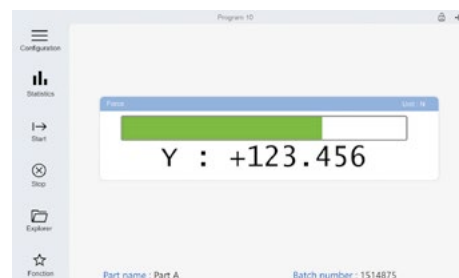 Program 10
Configuration
Statistics
Start
Stop
Explorer
Fonction
Force
Unit : N
Y : +123.456
Part name : Part A
Batch number : 1514875